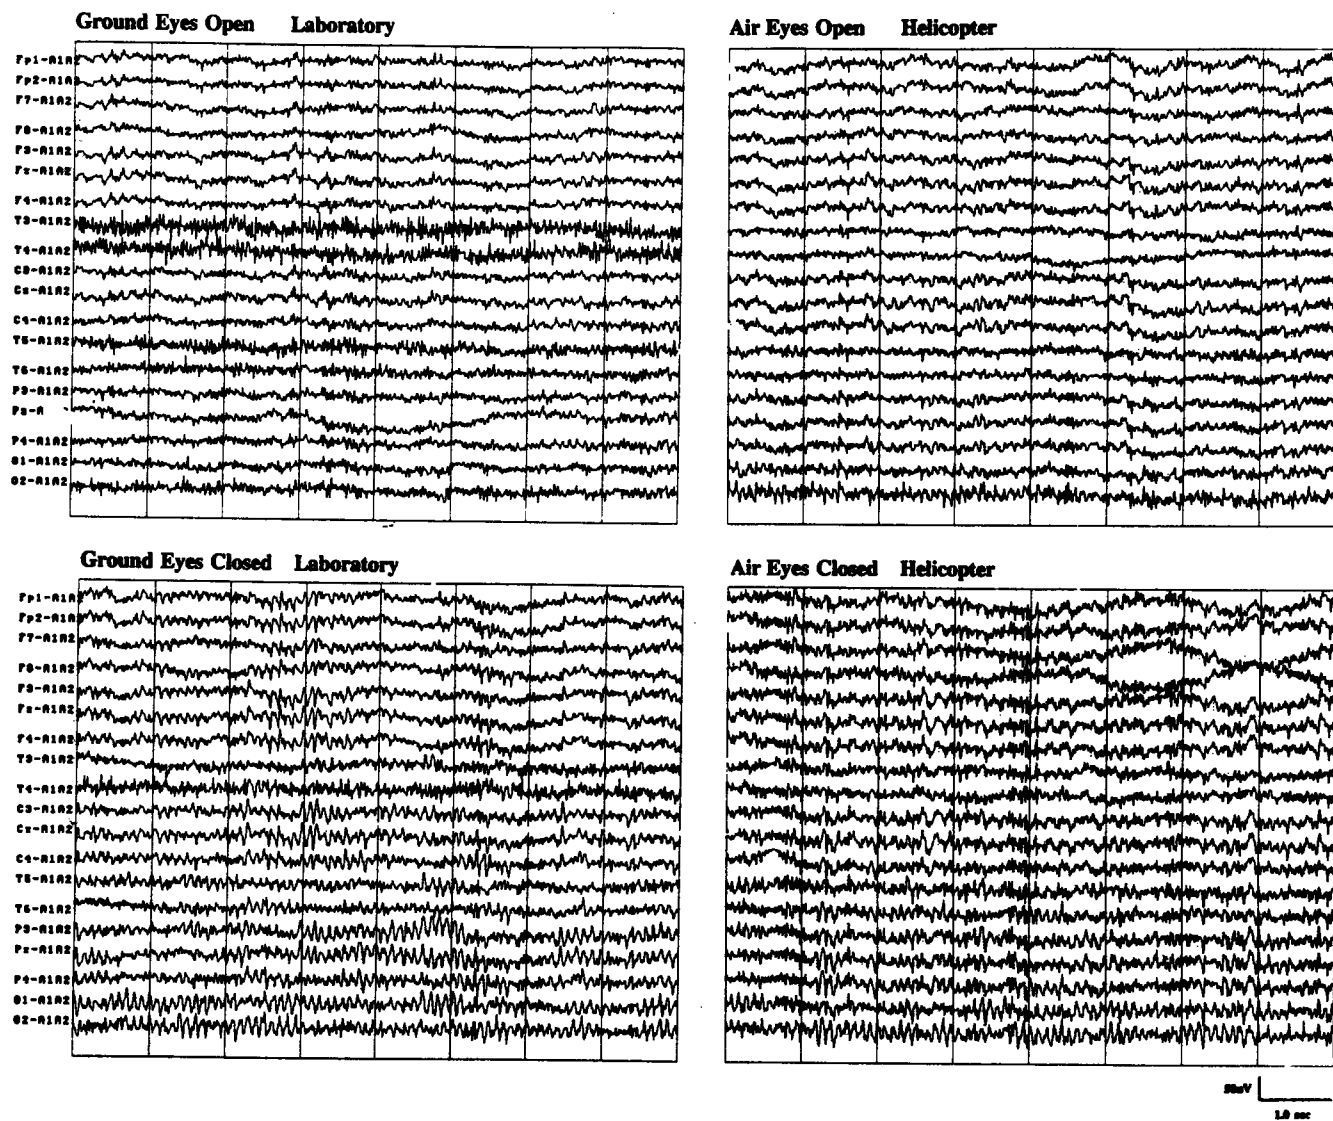 Ground Eyes Open Laboratory
Air Eyes Open Helicopter
Fp1-A1A2
Fp2-A1A2
F7-A1A2
F8-A1A2
F3-A1A2
Fz-A1A2
F4-A1A2
T3-A1A2
T4-A1A2
C3-A1A2
Cz-A1A2
C4-A1A2
T5-A1A2
T6-A1A2
P3-A1A2
Pz-A
P4-A1A2
O1-A1A2
O2-A1A2
Ground Eyes Closed Laboratory
Air Eyes Closed Helicopter
Fp1-A1A2
Fp2-A1A2
F7-A1A2
F8-A1A2
F3-A1A2
Fz-A1A2
F4-A1A2
T3-A1A2
T4-A1A2
C3-A1A2
Cz-A1A2
C4-A1A2
T5-A1A2
T6-A1A2
P3-A1A2
Pz-A1A2
P4-A1A2
O1-A1A2
O2-A1A2
1.0 sec